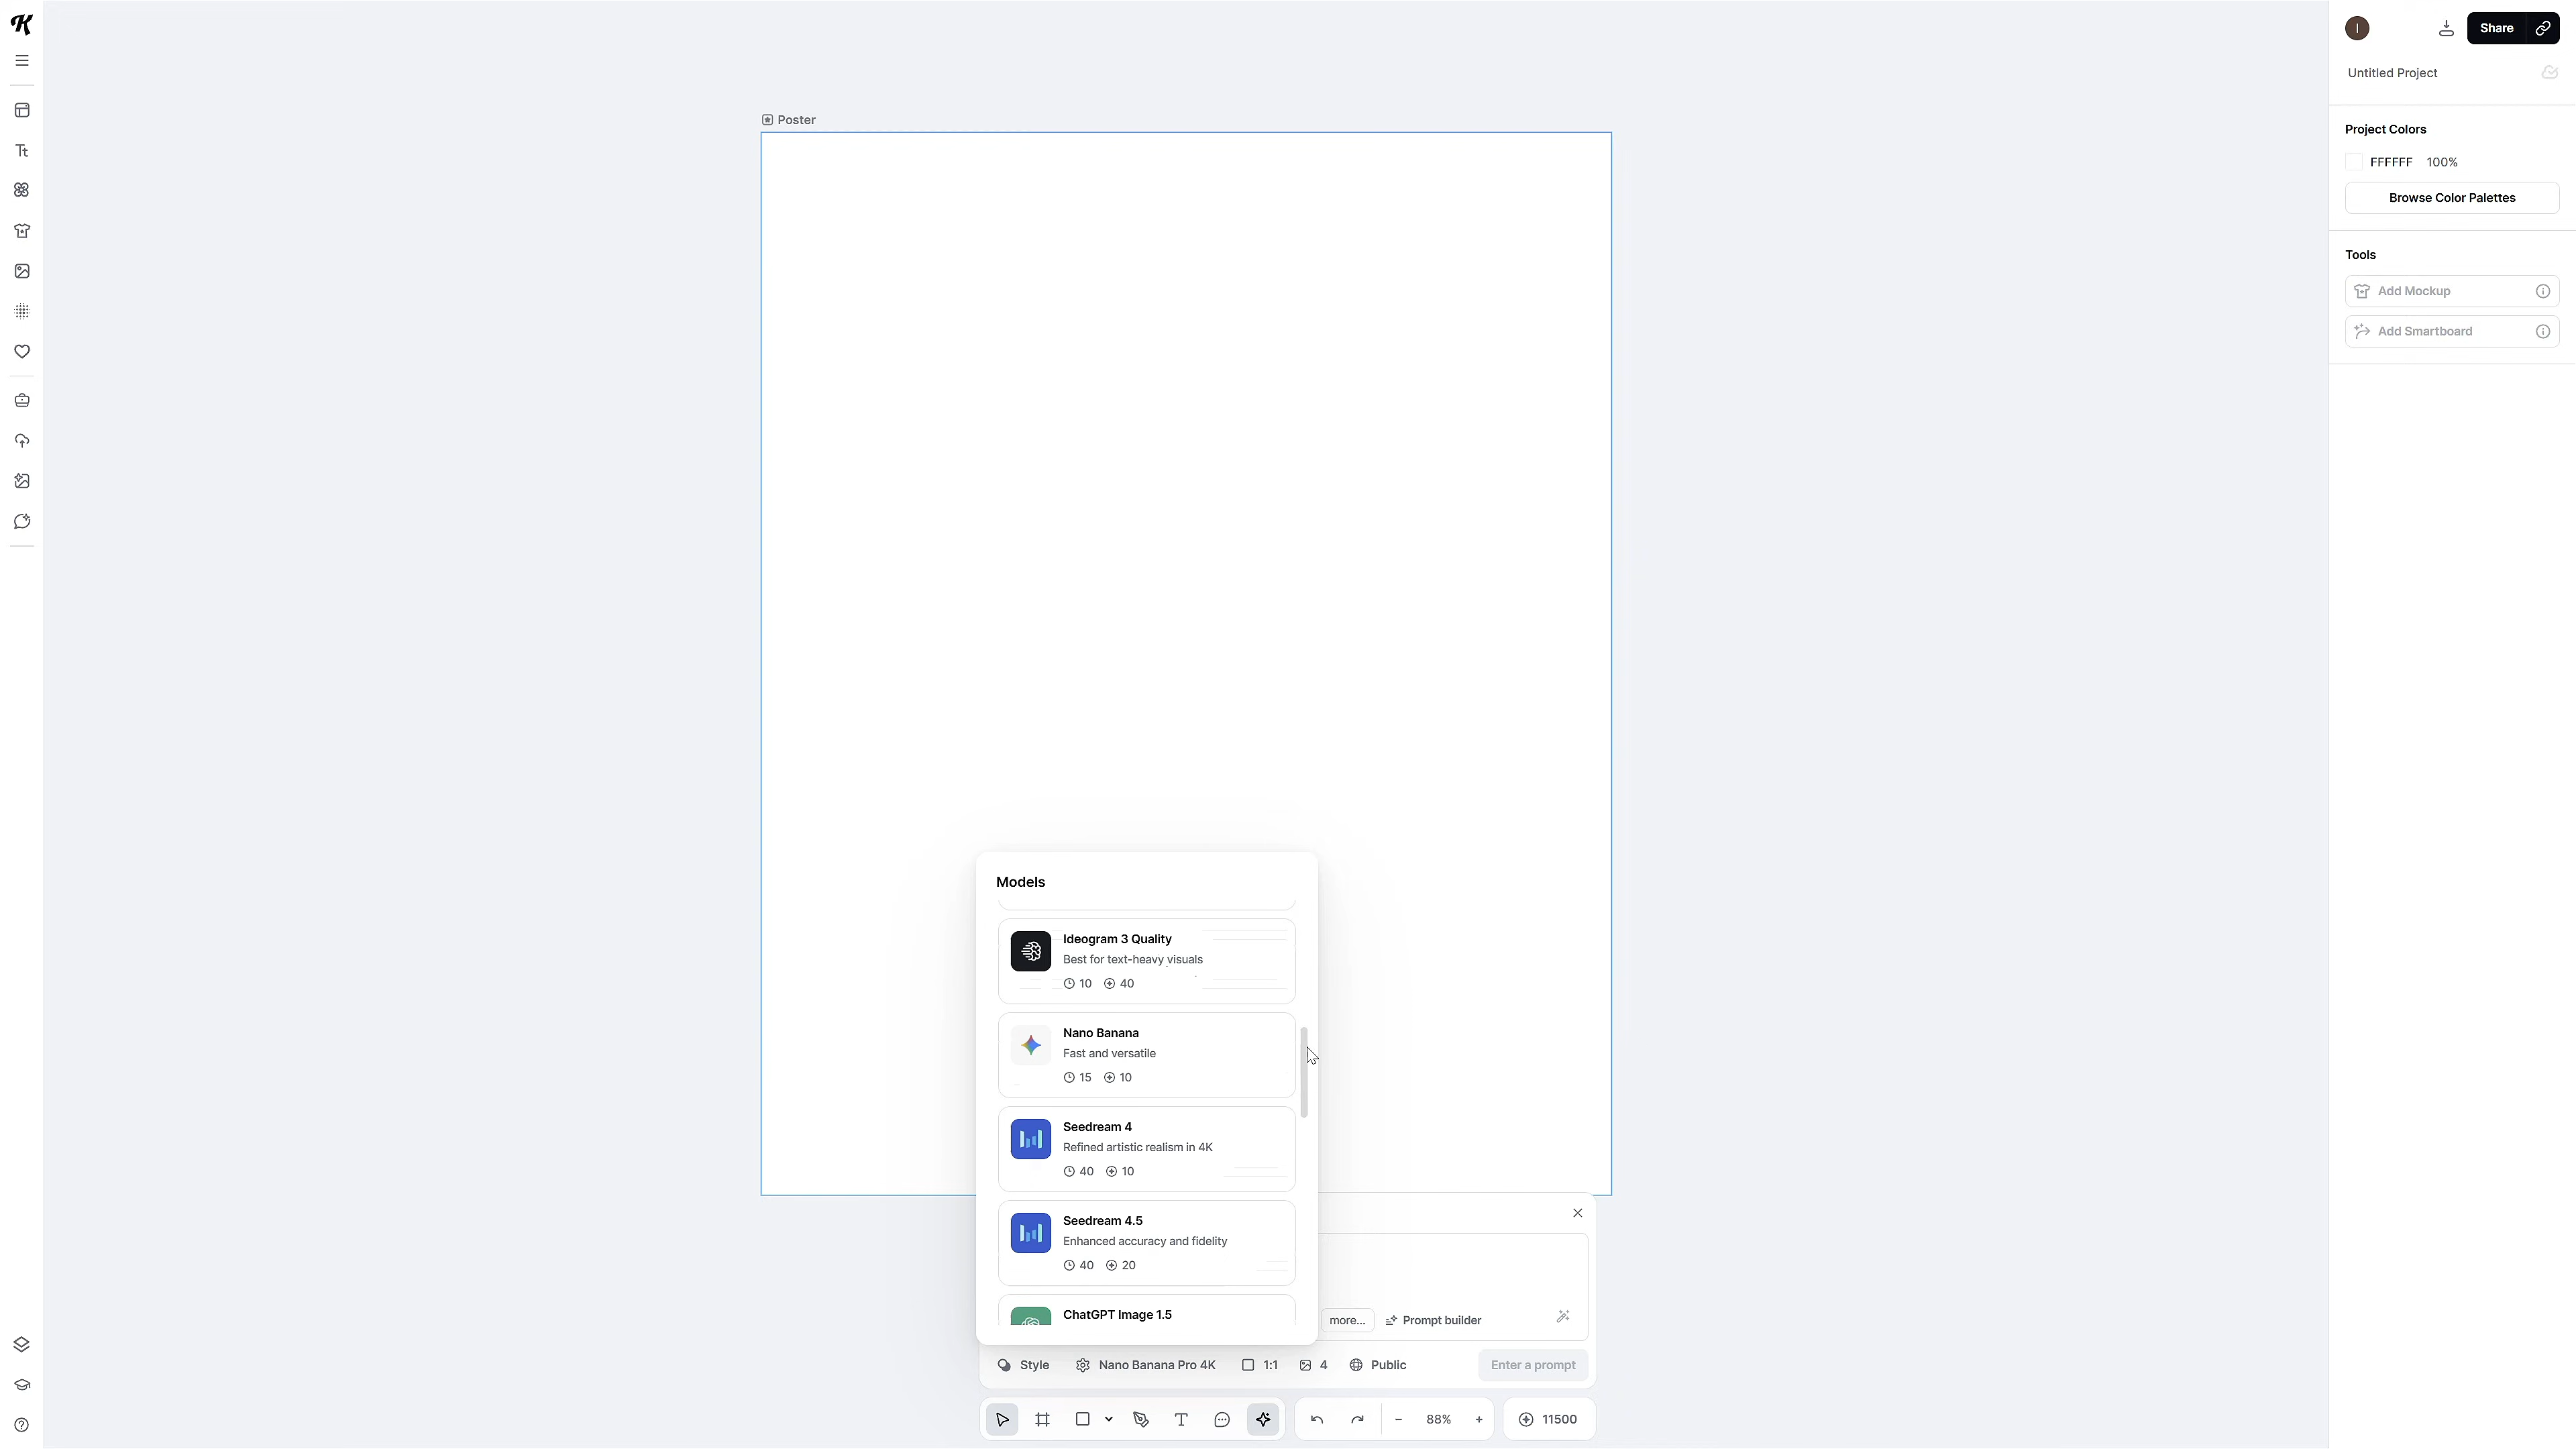 Share
Untitled Project
Poster
Project Colors
FFFFFF 100%
Browse Color Palettes
Tools
Add Mockup
Add Smartboard
Models
Ideogram 3 Quality
Best for text-heavy visuals
10 40
Nano Banana
Fast and versatile
15 10
Seedream 4
Refined artistic realism in 4K
40 10
Seedream 4.5
Enhanced accuracy and fidelity
40 20
ChatGPT Image 1.5
more... Prompt builder
Style Nano Banana Pro 4K 1:1 4 Public Enter a prompt
88% 11500